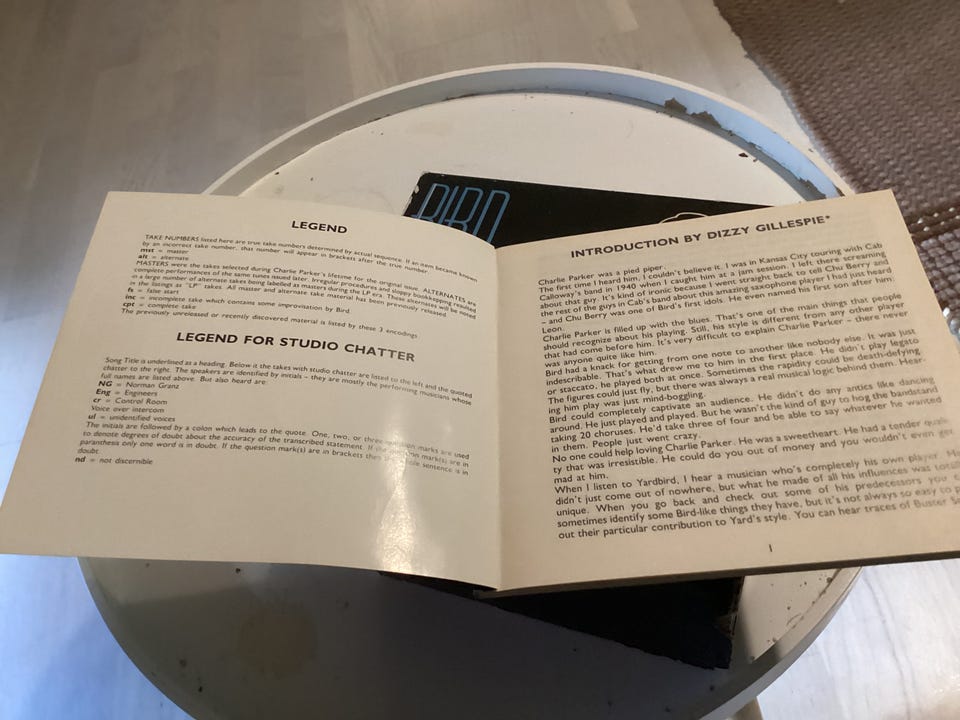 BIRD
LEGEND
TAKE NUMBERS listed here are true take numbers determined by actual sequence. If an item became known
by an incorrect take number, that number will appear in brackets after the true number.
mst = master
alt = alternate
MASTERS were the takes selected during Charlie Parker's lifetime for the original issue. ALTERNATES are
complete performances of the same tunes issued later. Irregular procedures and sloppy bookkeeping resulted
in a large number of alternate takes being labelled as masters during the LP era. These alternates will be noted
in the listings as "LP" takes. All master and alternate take material has been previously released.
fs = false start
inc = incomplete take which contains some improvisation by Bird.
cpt = complete take
The previously unreleased or recently discovered material is listed by these 3 encodings
LEGEND FOR STUDIO CHATTER
Song Title is underlined as a heading. Below it the takes with studio chatter are listed to the left and the quoted
chatter to the right. The speakers are identified by initials – they are mostly the performing musicians whose
full names are listed above. But also heard are:
NG = Norman Granz
Eng = Engineers
cr = Control Room
Voice over intercom
ul = unidentified voices
The initials are followed by a colon which leads to the quote. One, two, or three question marks are used
to denote degrees of doubt about the accuracy of the transcribed statement. If the question mark(s) are in
paranthesis only one word is in doubt. If the question mark(s) are in brackets then the whole sentence is in
doubt.
nd = not discernible
INTRODUCTION BY DIZZY GILLESPIE*
Charlie Parker was a pied piper.
The first time I heard him, I couldn't believe it. I was in Kansas City touring with Cab
Calloway's band in 1940 when I caught him at a jam session. I left there screaming
about that guy. It's kind of ironic because I went straight back to tell Chu Berry and
the rest of the guys in Cab's band about this amazing saxophone player I had just heard
– and Chu Berry was one of Bird's first idols. He even named his first son after him:
Leon.
Charlie Parker is filled up with the blues. That's one of the main things that people
should recognize about his playing. Still, his style is different from any other player
that had come before him. It's very difficult to explain Charlie Parker – there never
was anyone quite like him.
Bird had a knack for getting from one note to another like nobody else. It was just
indescribable. That's what drew me to him in the first place. He didn't play legato
or staccato, he played both at once. Sometimes the rapidity could be death-defying
The figures could just fly, but there was always a real musical logic behind them. Hear-
ing him play was just mind-boggling.
Bird could completely captivate an audience. He didn't do any antics like dancing
around. He just played and played. But he wasn't the kind of guy to hog the bandstand
taking 20 choruses. He'd take three of four and be able to say whatever he wanted
in them. People just went crazy.
No one could help loving Charlie Parker. He was a sweetheart. He had a tender quali-
ty that was irresistible. He could do you out of money and you wouldn't even get
mad at him.
When I listen to Yardbird, I hear a musician who's completely his own player. He
didn't just come out of nowhere, but what he made of all his influences was totally
unique. When you go back and check out some of his predecessors you
sometimes identify some Bird-like things they have, but it's not always so easy to
out their particular contribution to Yard's style. You can hear traces of Buster
1